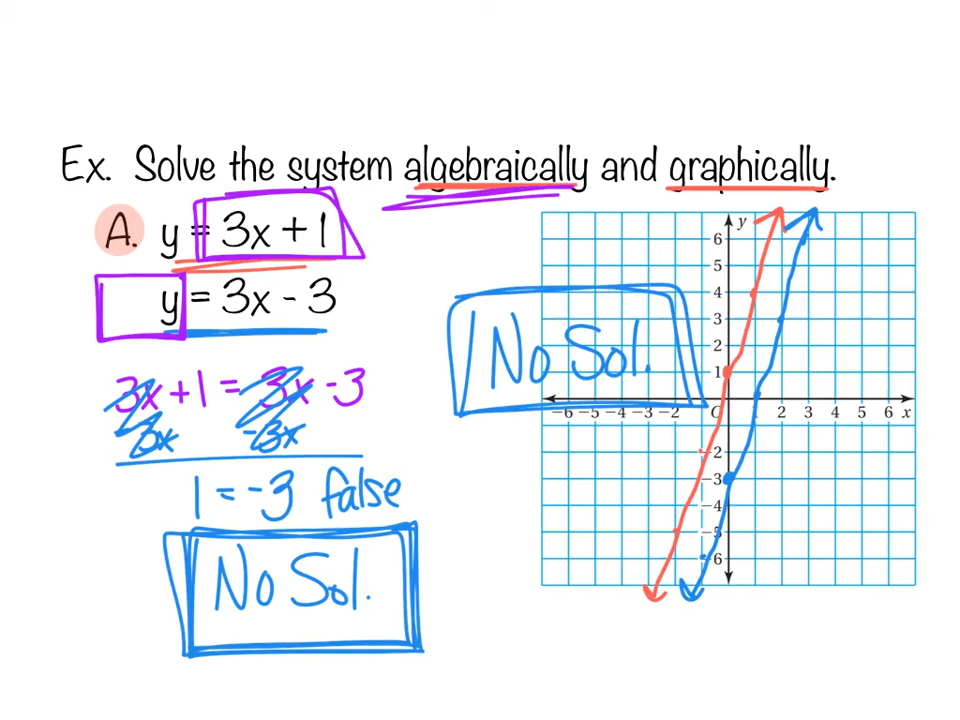 Ex. Solve the system algebraically and graphically.
A. y = 3x + 1
y = 3x - 3
3x + 1 = 3x - 3
-3x -3x
1 = -3 false
No Sol.
No Sol.
y
6
5
4
3
2
1
-6 -5 -4 -3 -2 O 2 3 4 5 6 x
-2
-3
-4
-5
-6